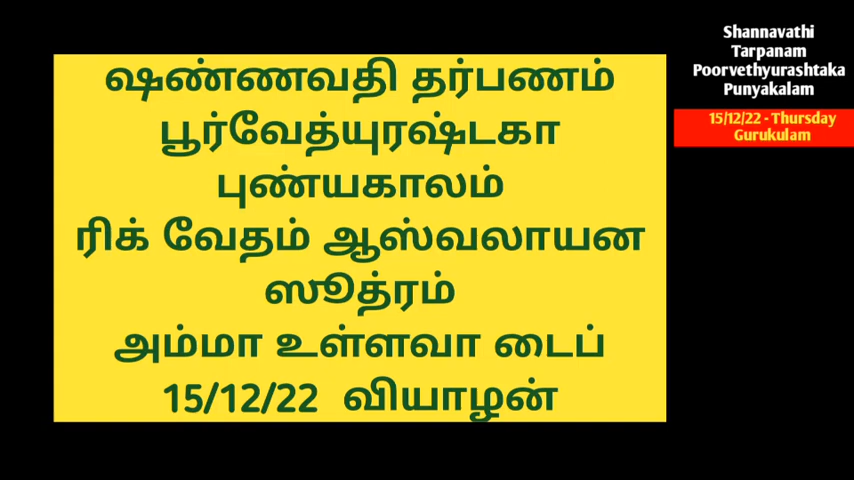 ஷண்ணவதி தர்பணம்
பூர்வேத்யுரஷ்டகா
புண்யகாலம்
ரிக் வேதம் ஆஸ்வலாயன
ஸூத்ரம்
அம்மா உள்ளவா டைப்
15/12/22 வியாழன்
Shannavathi
Tarpanam
Poorvethyurashtaka
Punyakalam
15/12/22 - Thursday
Gurukulam